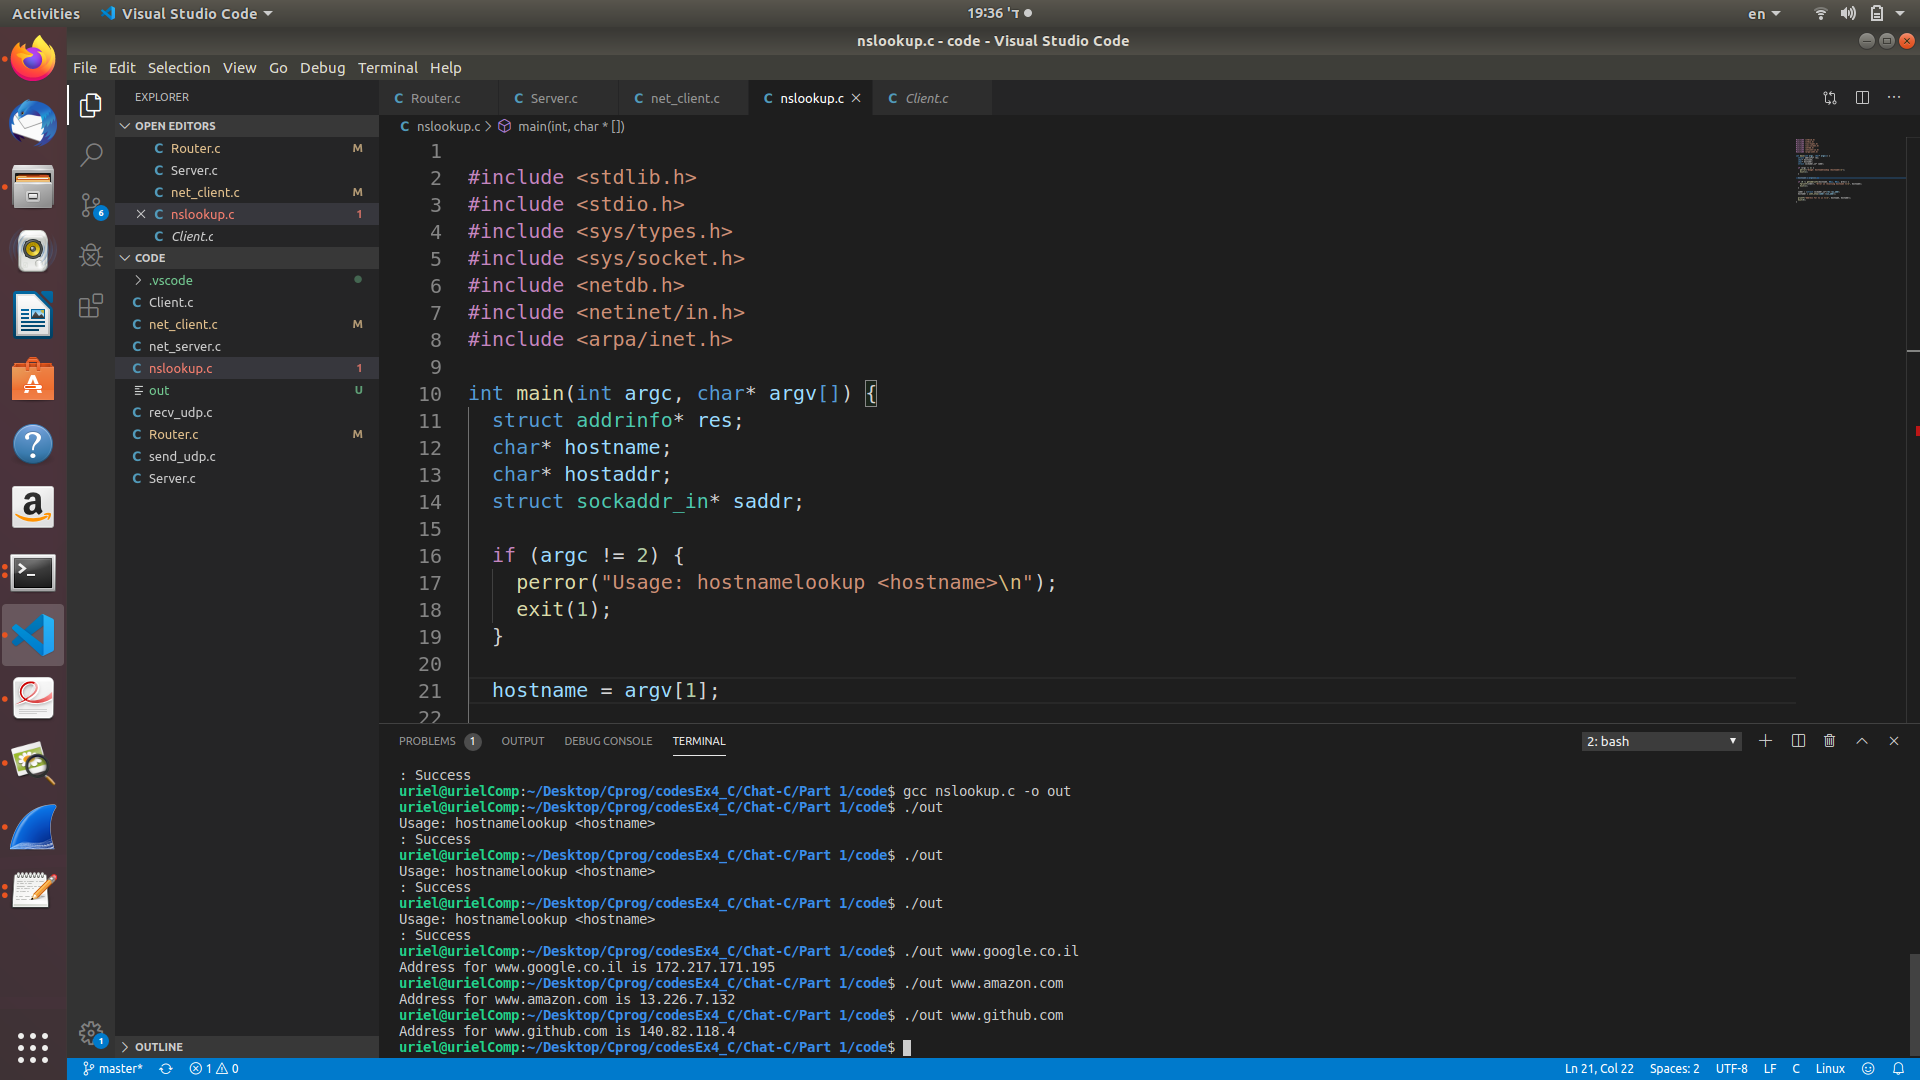 Activities
Visual Studio Code
19:36 ד'
en
nslookup.c - code - Visual Studio Code
File Edit Selection View Go Debug Terminal Help
EXPLORER
OPEN EDITORS
Router.c M
Server.c
net_client.c M
nslookup.c 1
Client.c
CODE
.vscode
Client.c
net_client.c M
net_server.c
nslookup.c 1
out U
recv_udp.c
Router.c M
send_udp.c
Server.c
OUTLINE
6
1
Router.c Server.c net_client.c nslookup.c Client.c
nslookup.c > main(int, char * [])
1
2 #include <stdlib.h>
3 #include <stdio.h>
4 #include <sys/types.h>
5 #include <sys/socket.h>
6 #include <netdb.h>
7 #include <netinet/in.h>
8 #include <arpa/inet.h>
9
10 int main(int argc, char* argv[]) {
11 struct addrinfo* res;
12 char* hostname;
13 char* hostaddr;
14 struct sockaddr_in* saddr;
15
16 if (argc != 2) {
17 perror("Usage: hostnamelookup <hostname>\n");
18 exit(1);
19 }
20
21 hostname = argv[1];
22
PROBLEMS 1 OUTPUT DEBUG CONSOLE TERMINAL
2: bash
: Success
uriel@urielComp:~/Desktop/Cprog/codesEx4_C/Chat-C/Part 1/code$ gcc nslookup.c -o out
uriel@urielComp:~/Desktop/Cprog/codesEx4_C/Chat-C/Part 1/code$ ./out
Usage: hostnamelookup <hostname>
: Success
uriel@urielComp:~/Desktop/Cprog/codesEx4_C/Chat-C/Part 1/code$ ./out
Usage: hostnamelookup <hostname>
: Success
uriel@urielComp:~/Desktop/Cprog/codesEx4_C/Chat-C/Part 1/code$ ./out
Usage: hostnamelookup <hostname>
: Success
uriel@urielComp:~/Desktop/Cprog/codesEx4_C/Chat-C/Part 1/code$ ./out www.google.co.il
Address for www.google.co.il is 172.217.171.195
uriel@urielComp:~/Desktop/Cprog/codesEx4_C/Chat-C/Part 1/code$ ./out www.amazon.com
Address for www.amazon.com is 13.226.7.132
uriel@urielComp:~/Desktop/Cprog/codesEx4_C/Chat-C/Part 1/code$ ./out www.github.com
Address for www.github.com is 140.82.118.4
uriel@urielComp:~/Desktop/Cprog/codesEx4_C/Chat-C/Part 1/code$
master* 1 0
Ln 21, Col 22 Spaces: 2 UTF-8 LF C Linux